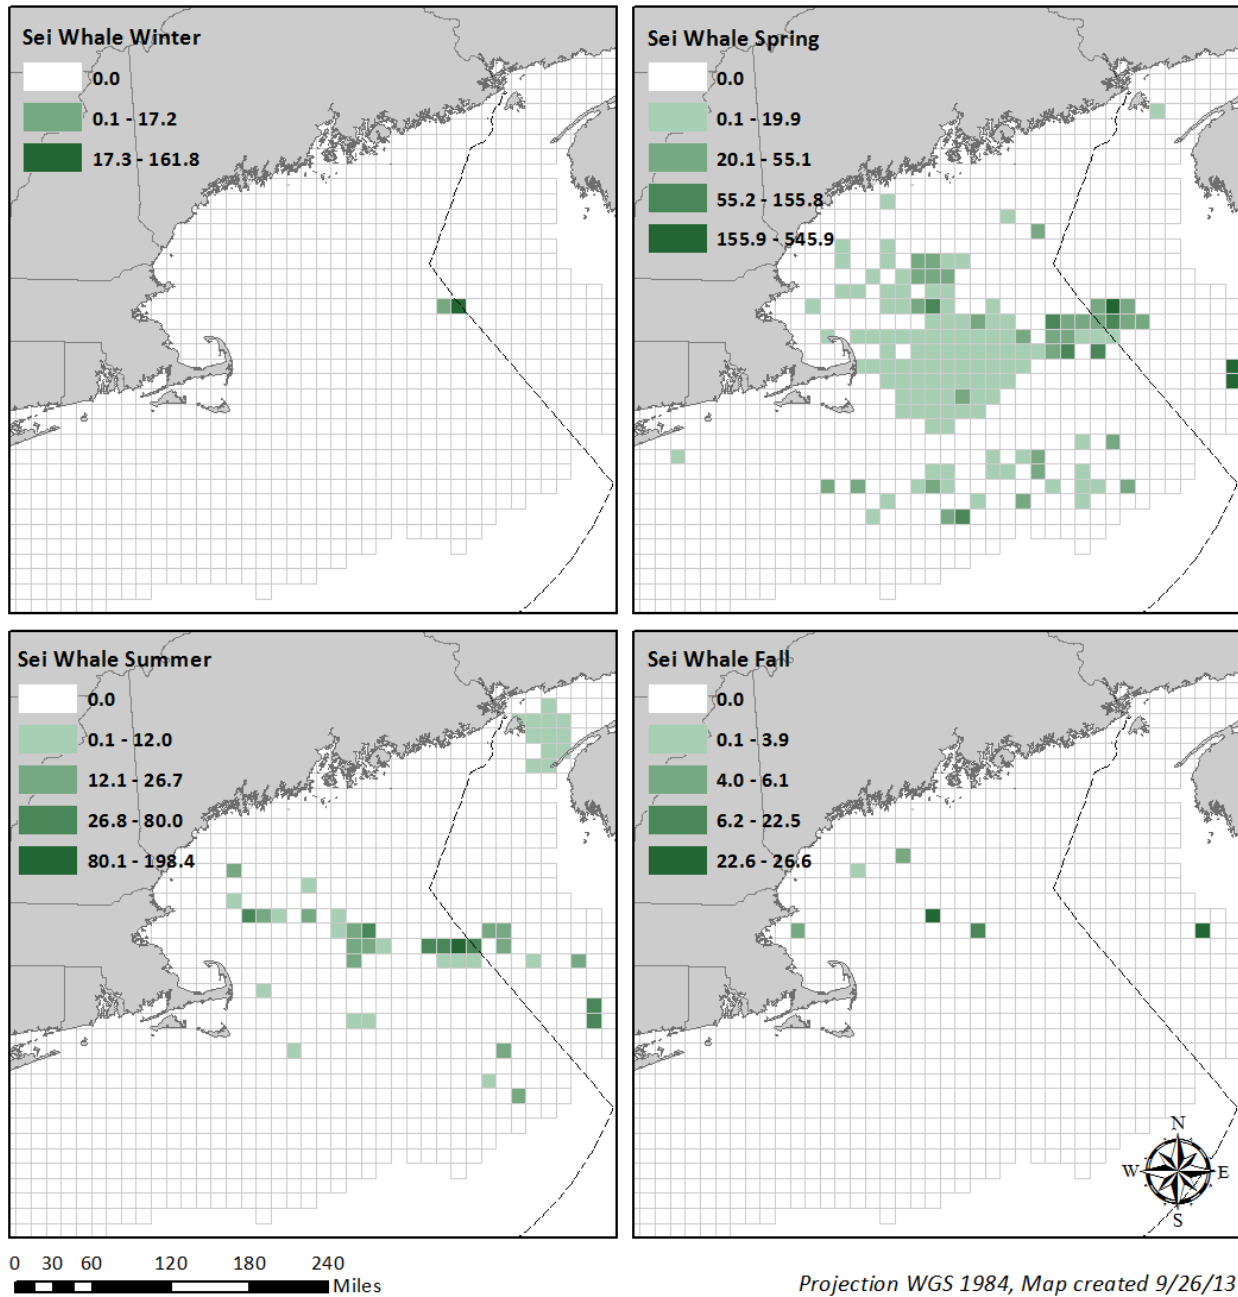 Sei Whale Winter
0.0
0.1 - 17.2
17.3 - 161.8
Sei Whale Spring
0.0
0.1 - 19.9
20.1 - 55.1
55.2 - 155.8
155.9 - 545.9
Sei Whale Summer
0.0
0.1 - 12.0
12.1 - 26.7
26.8 - 80.0
80.1 - 198.4
Sei Whale Fall
0.0
0.1 - 3.9
4.0 - 6.1
6.2 - 22.5
22.6 - 26.6
N
W E
S
0 30 60 120 180 240
Miles
Projection WGS 1984, Map created 9/26/13